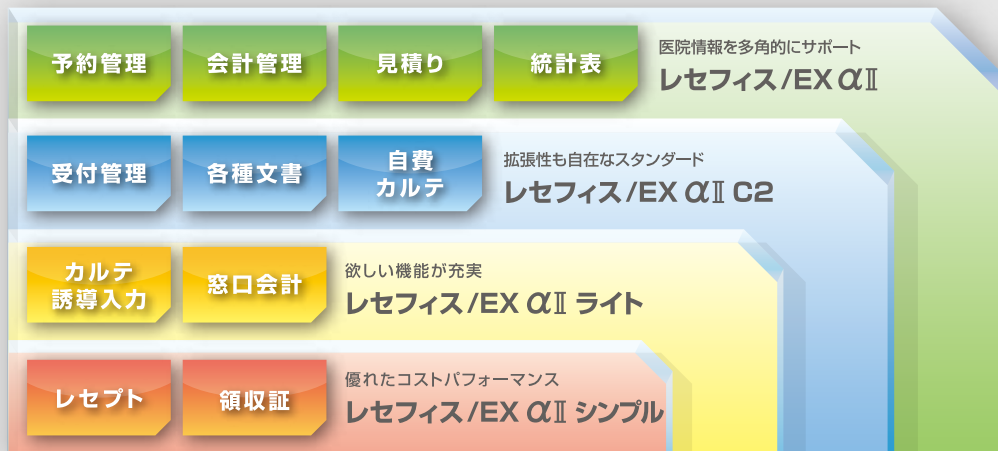 予約管理
会計管理
見積り
統計表
医院情報を多角的にサポート
レセフィス/EX αⅡ
受付管理
各種文書
自費
カルテ
拡張性も自在なスタンダード
レセフィス/EX αⅡ C2
カルテ
誘導入力
窓口会計
欲しい機能が充実
レセフィス/EX αⅡ ライト
レセプト
領収証
優れたコストパフォーマンス
レセフィス/EX αⅡ シンプル